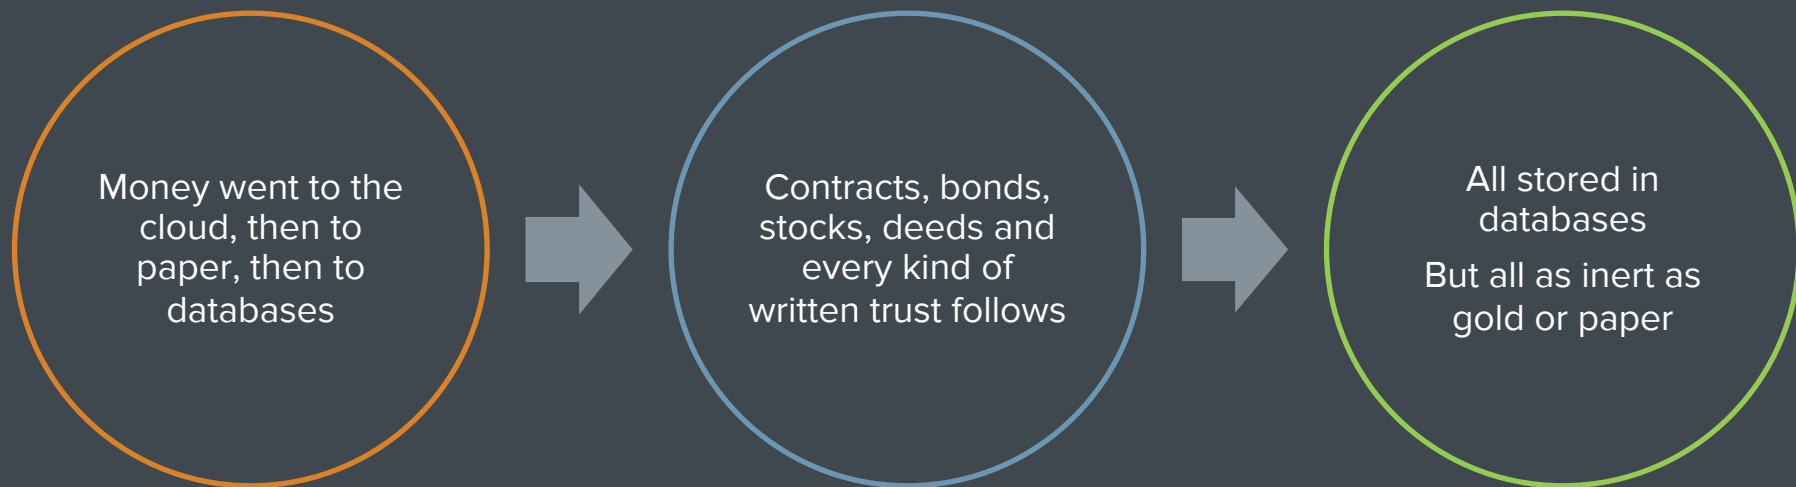 Money went to the
cloud, then to
paper, then to
databases
Contracts, bonds,
stocks, deeds and
every kind of
written trust follows
All stored in
databases
But all as inert as
gold or paper